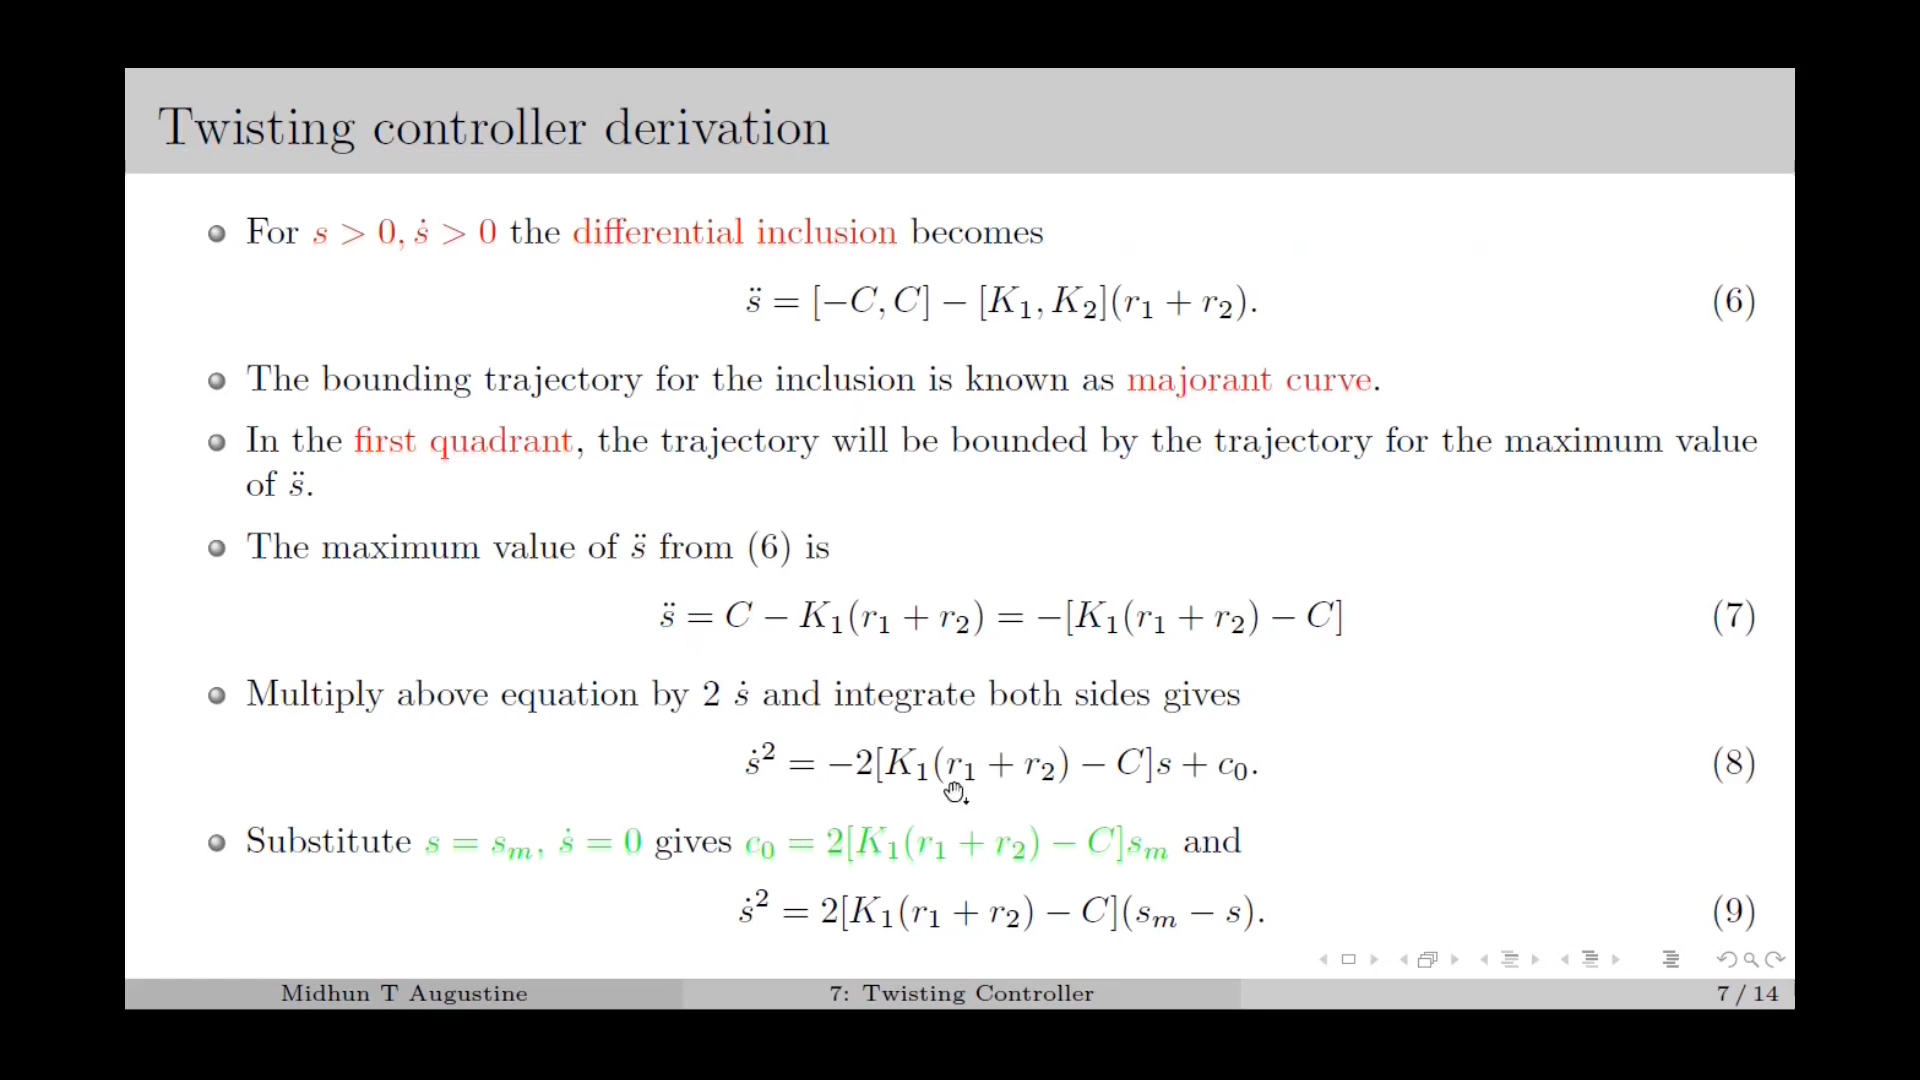 Twisting controller derivation
For s > 0, ṡ > 0 the differential inclusion becomes
s̈ = [−C, C] − [K₁, K₂](r₁ + r₂). (6)
The bounding trajectory for the inclusion is known as majorant curve.
In the first quadrant, the trajectory will be bounded by the trajectory for the maximum value
of s̈.
The maximum value of s̈ from (6) is
s̈ = C − K₁(r₁ + r₂) = −[K₁(r₁ + r₂) − C] (7)
Multiply above equation by 2 ṡ and integrate both sides gives
ṡ² = −2[K₁(r₁ + r₂) − C]s + c₀. (8)
Substitute s = sₘ, ṡ = 0 gives c₀ = 2[K₁(r₁ + r₂) − C]sₘ and
ṡ² = 2[K₁(r₁ + r₂) − C](sₘ − s). (9)
Midhun T Augustine 7: Twisting Controller 7 / 14